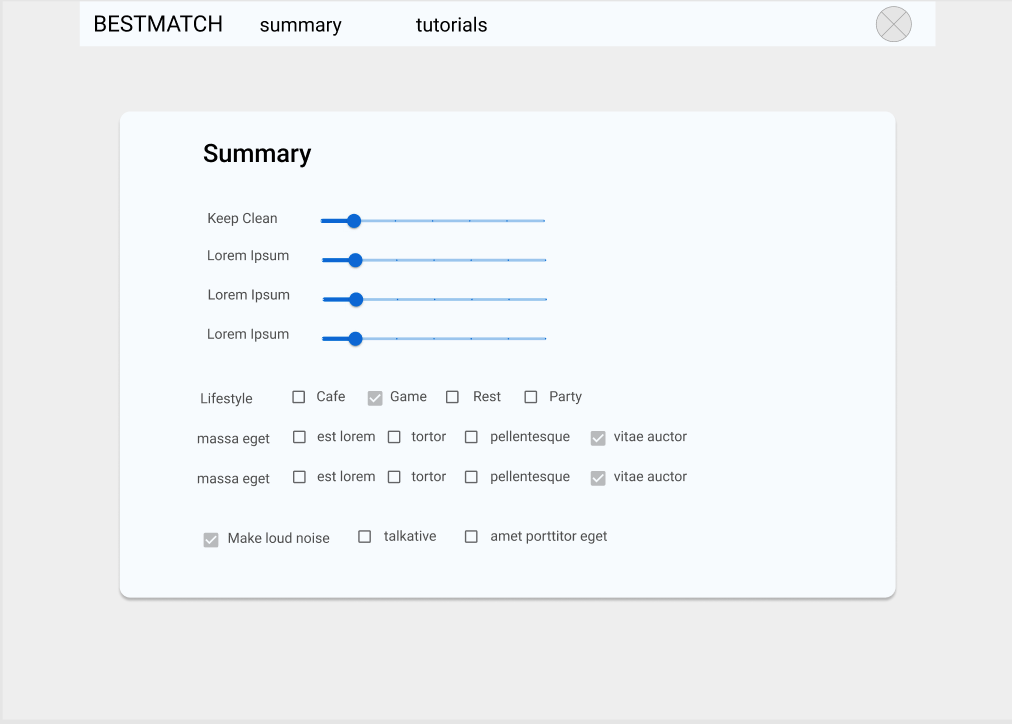 BESTMATCH summary tutorials
Summary
Keep Clean
Lorem Ipsum
Lorem Ipsum
Lorem Ipsum
Lifestyle Cafe Game Rest Party
massa eget est lorem tortor pellentesque vitae auctor
massa eget est lorem tortor pellentesque vitae auctor
Make loud noise talkative amet porttitor eget